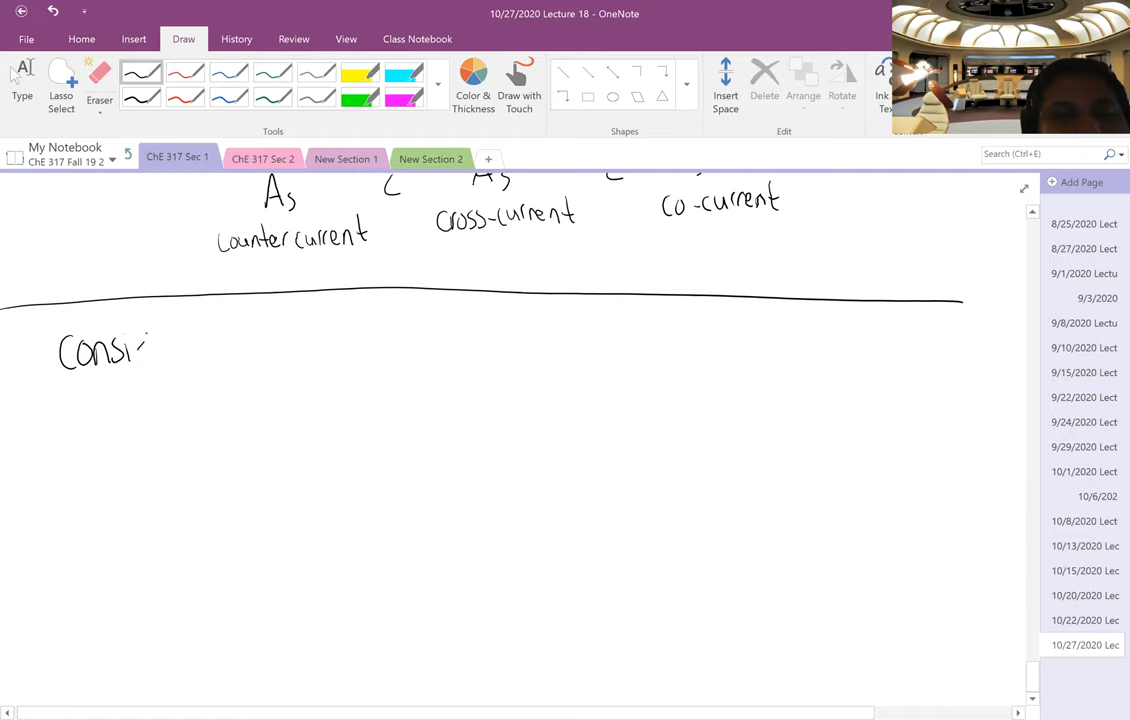 10/27/2020 Lecture 18 - OneNote
File Home Insert Draw History Review View Class Notebook
Type Lasso Select Eraser Color & Thickness Draw with Touch Insert Space Delete Arrange Rotate Ink Tex
Tools Shapes Edit
My Notebook
ChE 317 Fall 19 2
ChE 317 Sec 1 ChE 317 Sec 2 New Section 1 New Section 2
Search (Ctrl+E)
Add Page
8/25/2020 Lect
8/27/2020 Lect
9/1/2020 Lectu
9/3/2020
9/8/2020 Lectu
9/10/2020 Lect
9/15/2020 Lect
9/22/2020 Lect
9/24/2020 Lect
9/29/2020 Lect
10/1/2020 Lect
10/6/202
10/8/2020 Lect
10/13/2020 Lec
10/15/2020 Lec
10/20/2020 Lec
10/22/2020 Lec
10/27/2020 Lec
As As
countercurrent cross-current co-current
Consi